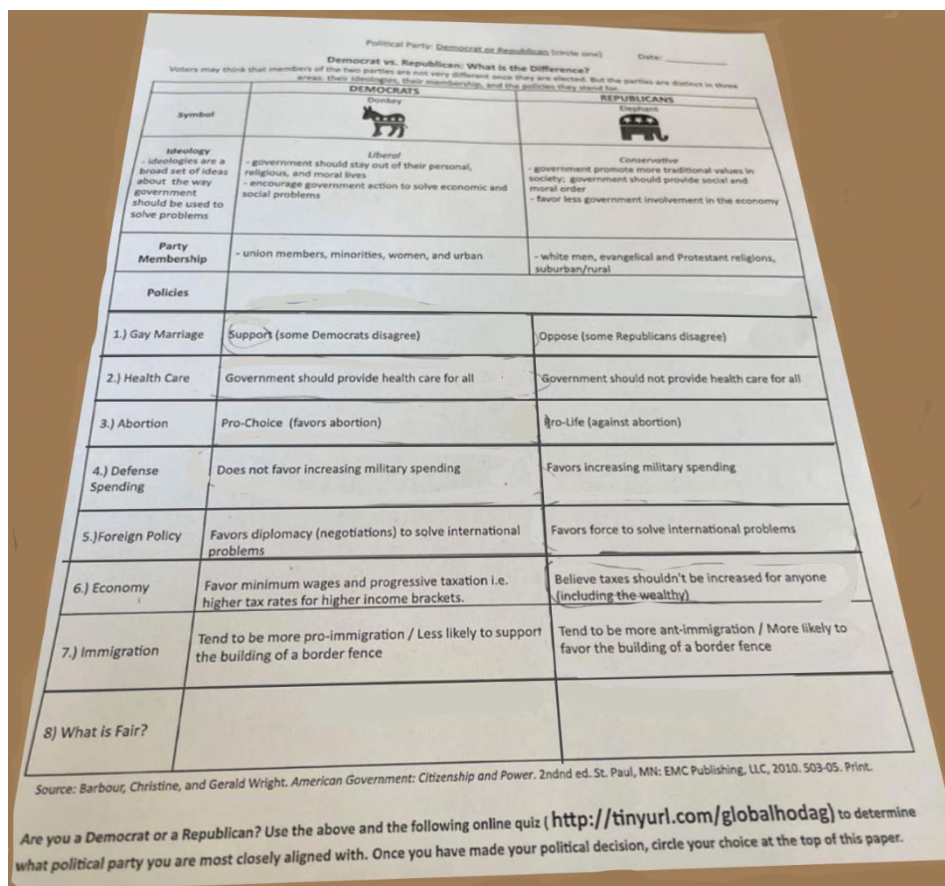 Political Party: Democrat or Republican (circle one) Date:
Democrat vs. Republican: What is the Difference?
Voters may think that members of the two parties are not very different once they are elected. But the parties are distinct in three
areas: their ideologies, their membership, and the policies they stand for.
DEMOCRATS
REPUBLICANS
Symbol
Donkey
Elephant
Ideology
- ideologies are a
broad set of ideas
about the way
government
should be used to
solve problems
Liberal
- government should stay out of their personal,
religious, and moral lives
- encourage government action to solve economic and
social problems
Conservative
- government promote more traditional values in
society; government should provide social and
moral order
- favor less government involvement in the economy
Party
Membership
- union members, minorities, women, and urban
- white men, evangelical and Protestant religions,
suburban/rural
Policies
1.) Gay Marriage
Support (some Democrats disagree)
Oppose (some Republicans disagree)
2.) Health Care
Government should provide health care for all
Government should not provide health care for all
3.) Abortion
Pro-Choice (favors abortion)
Pro-Life (against abortion)
4.) Defense
Spending
Does not favor increasing military spending
Favors increasing military spending
5.)Foreign Policy
Favors diplomacy (negotiations) to solve international
problems
Favors force to solve international problems
6.) Economy
Favor minimum wages and progressive taxation i.e.
higher tax rates for higher income brackets.
Believe taxes shouldn't be increased for anyone
(including the wealthy)
7.) Immigration
Tend to be more pro-immigration / Less likely to support
the building of a border fence
Tend to be more ant-immigration / More likely to
favor the building of a border fence
8) What is Fair?
Source: Barbour, Christine, and Gerald Wright. American Government: Citizenship and Power. 2ndnd ed. St. Paul, MN: EMC Publishing, LLC, 2010. 503-05. Print.
Are you a Democrat or a Republican? Use the above and the following online quiz ( http://tinyurl.com/globalhodag) to determine
what political party you are most closely aligned with. Once you have made your political decision, circle your choice at the top of this paper.